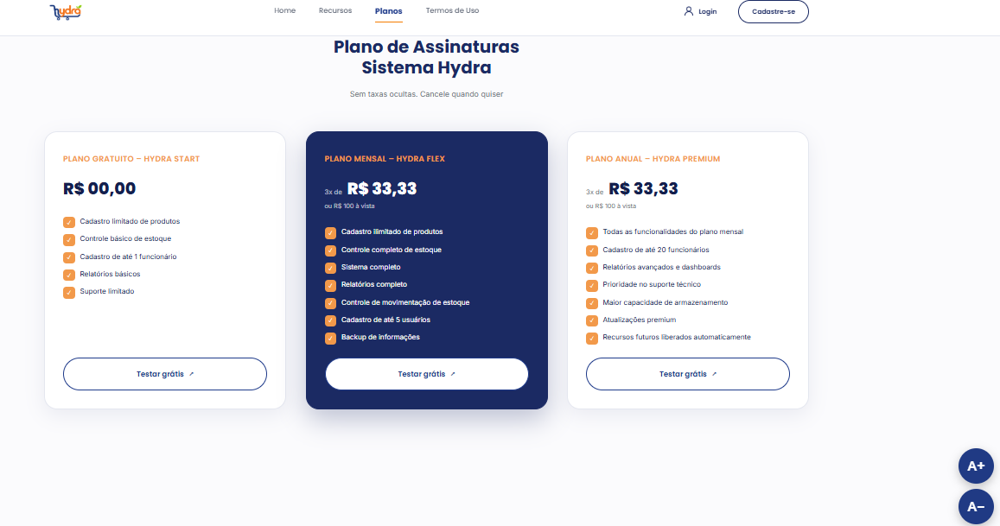 hydra
Home
Recursos
Planos
Termos de Uso
Login
Cadastre-se
Plano de Assinaturas
Sistema Hydra
Sem taxas ocultas. Cancele quando quiser
PLANO GRATUITO – HYDRA START
R$ 00,00
Cadastro limitado de produtos
Controle básico de estoque
Cadastro de até 1 funcionário
Relatórios básicos
Suporte limitado
Testar grátis ↗
PLANO MENSAL – HYDRA FLEX
3x de R$ 33,33
ou R$ 100 à vista
Cadastro ilimitado de produtos
Controle completo de estoque
Sistema completo
Relatórios completo
Controle de movimentação de estoque
Cadastro de até 5 usuários
Backup de informações
Testar grátis ↗
PLANO ANUAL – HYDRA PREMIUM
3x de R$ 33,33
ou R$ 100 à vista
Todas as funcionalidades do plano mensal
Cadastro de até 20 funcionários
Relatórios avançados e dashboards
Prioridade no suporte técnico
Maior capacidade de armazenamento
Atualizações premium
Recursos futuros liberados automaticamente
Testar grátis ↗
A+
A−